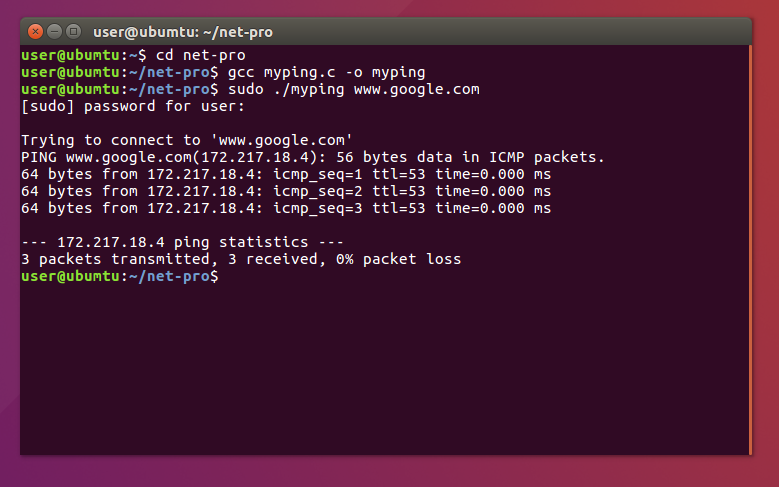 user@ubumtu: ~/net-pro
user@ubumtu:~$ cd net-pro
user@ubumtu:~/net-pro$ gcc myping.c -o myping
user@ubumtu:~/net-pro$ sudo ./myping www.google.com
[sudo] password for user:
Trying to connect to 'www.google.com'
PING www.google.com(172.217.18.4): 56 bytes data in ICMP packets.
64 bytes from 172.217.18.4: icmp_seq=1 ttl=53 time=0.000 ms
64 bytes from 172.217.18.4: icmp_seq=2 ttl=53 time=0.000 ms
64 bytes from 172.217.18.4: icmp_seq=3 ttl=53 time=0.000 ms
--- 172.217.18.4 ping statistics ---
3 packets transmitted, 3 received, 0% packet loss
user@ubumtu:~/net-pro$